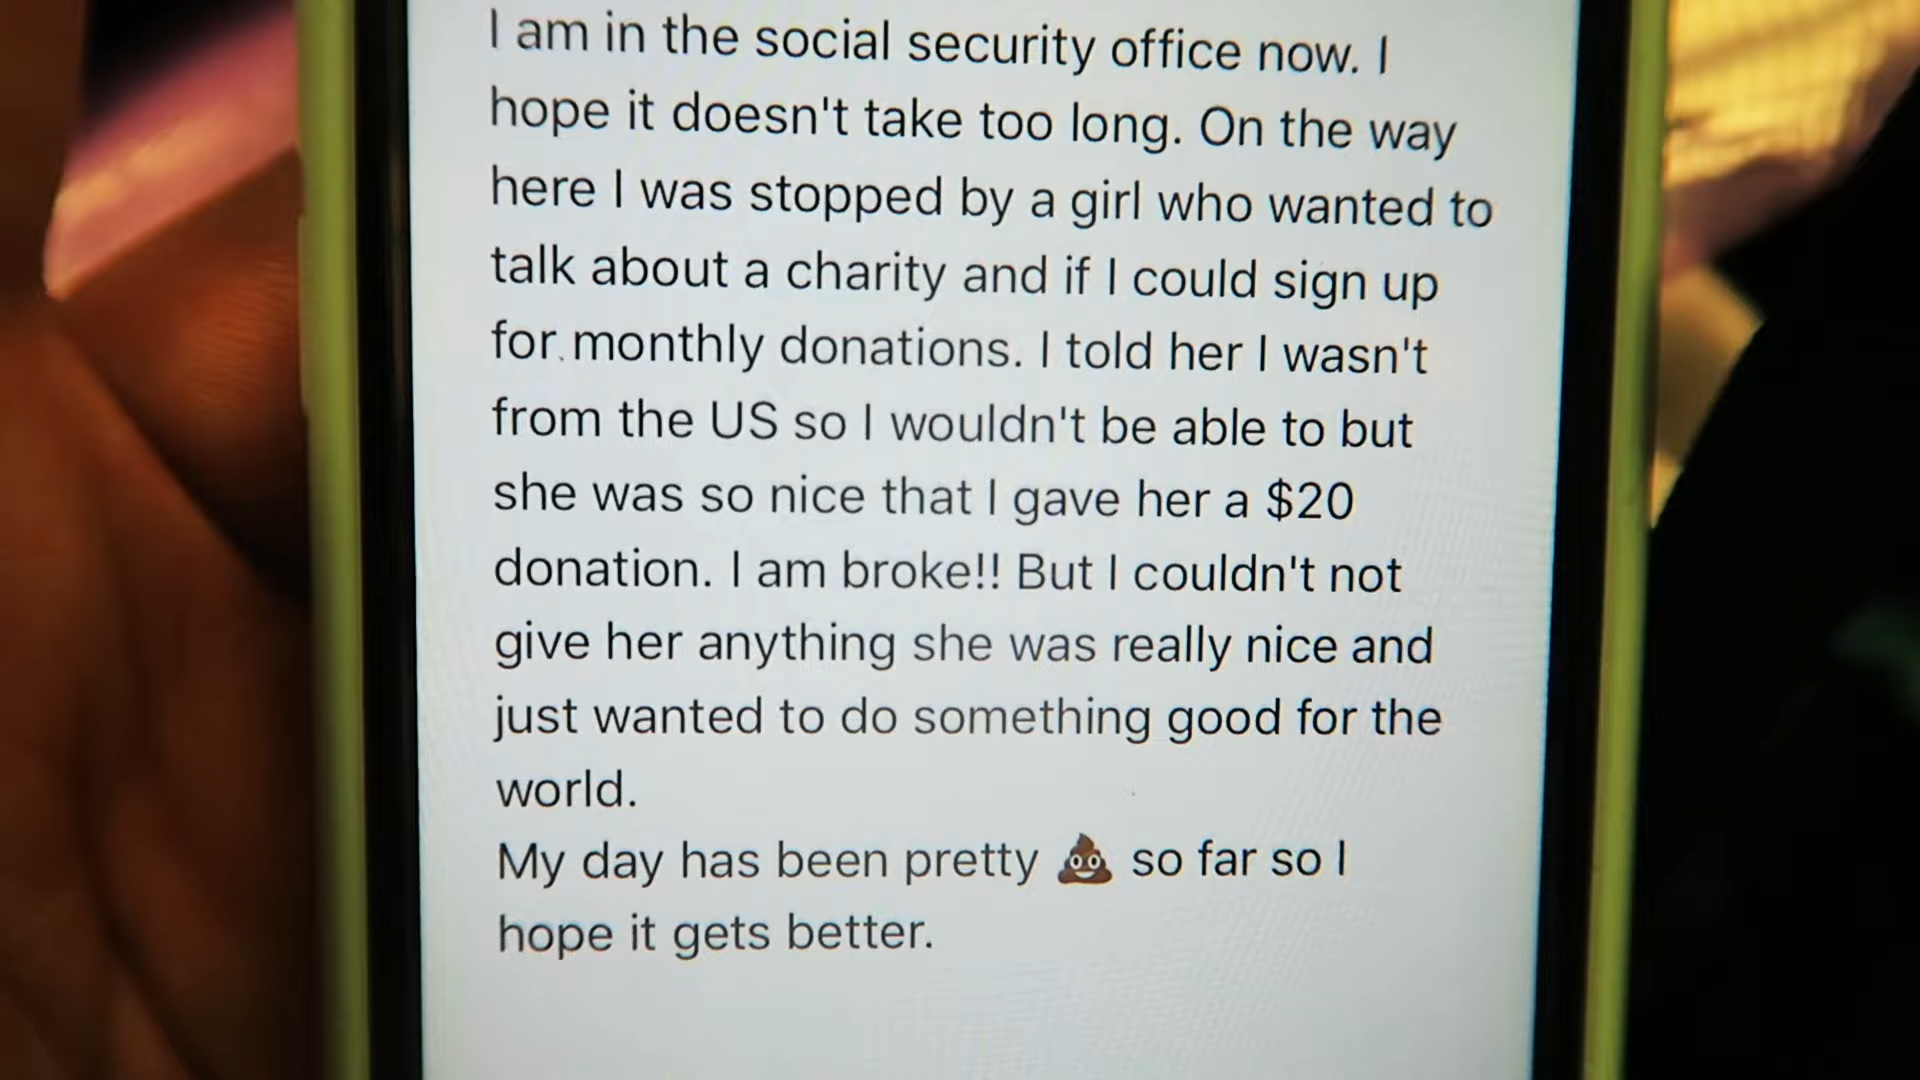 I am in the social security office now. I
hope it doesn't take too long. On the way
here I was stopped by a girl who wanted to
talk about a charity and if I could sign up
for monthly donations. I told her I wasn't
from the US so I wouldn't be able to but
she was so nice that I gave her a $20
donation. I am broke!! But I couldn't not
give her anything she was really nice and
just wanted to do something good for the
world.
My day has been pretty 💩 so far so I
hope it gets better.